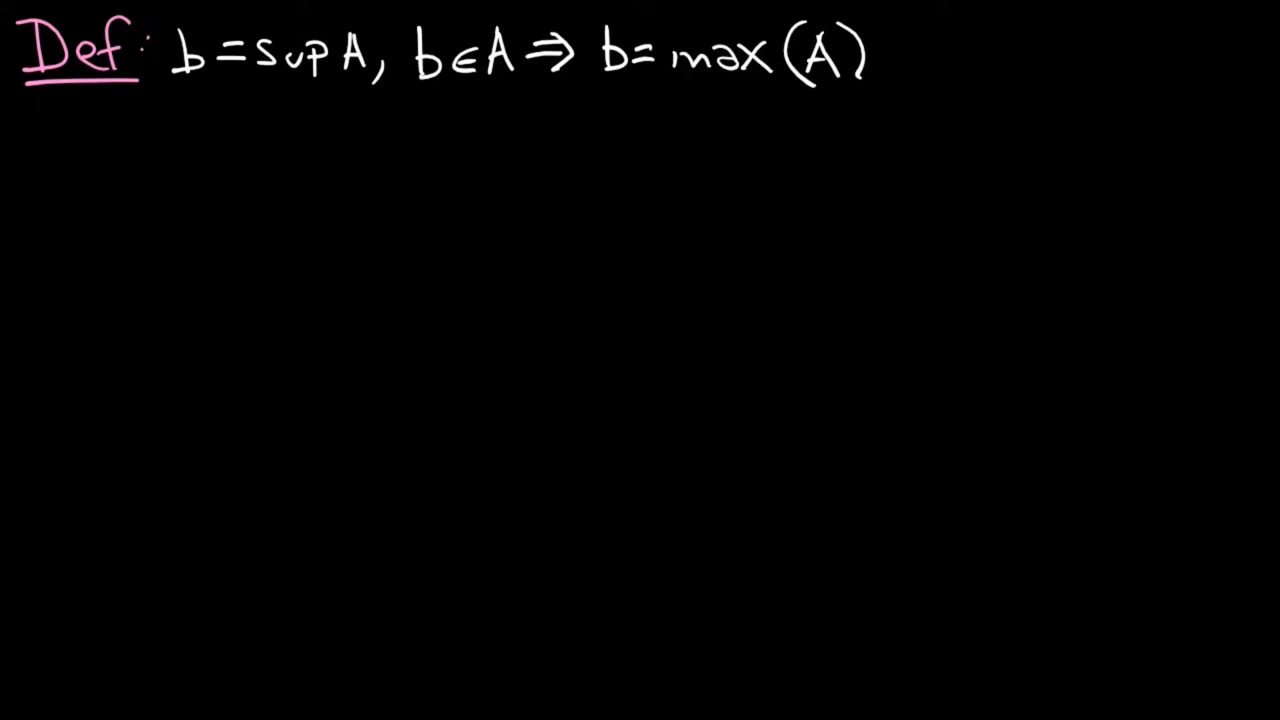 Def: b = sup A, b ∈ A ⇒ b = max (A)